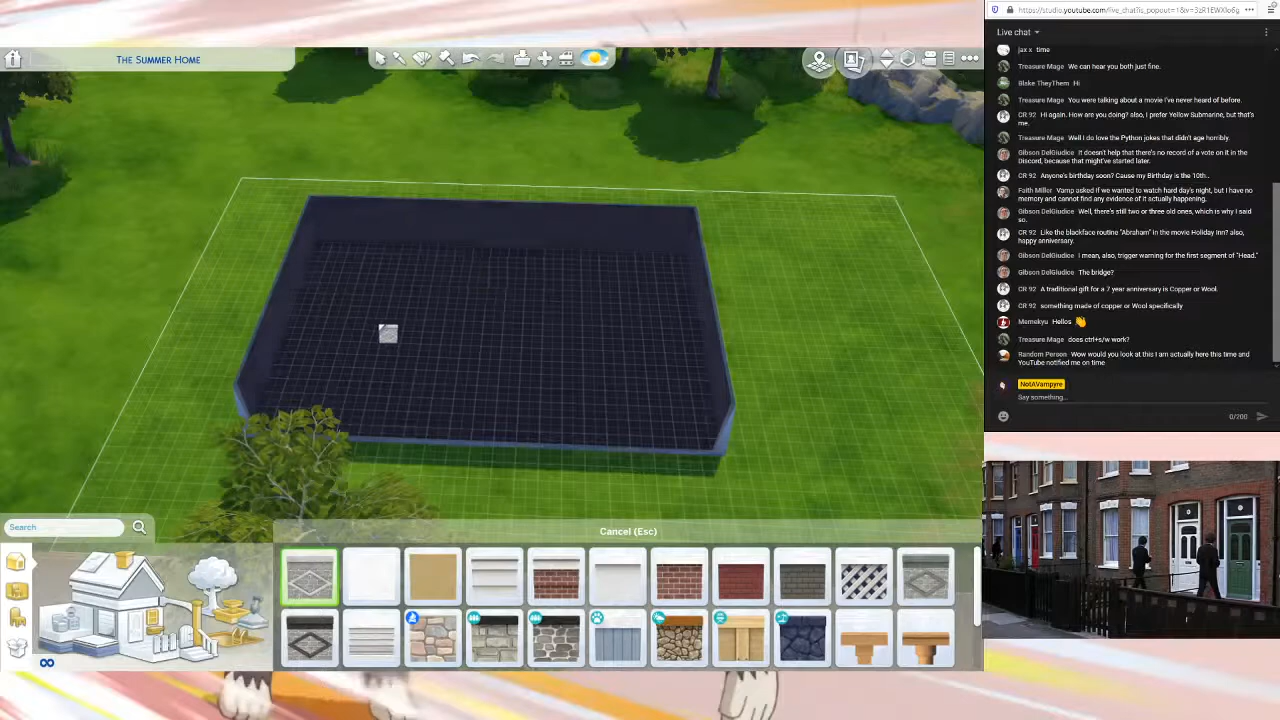 https://studio.youtube.com/live_chat?is_popout=1&v=3zR1EWXlo6g
THE SUMMER HOME
Live chat
jax x time
Treasure Mage We can hear you both just fine.
Blake TheyThem Hi
Treasure Mage You were talking about a movie I've never heard of before.
CR 92 Hi again. How are you doing? also, I prefer Yellow Submarine, but that's
me.
Treasure Mage Well I do love the Python jokes that didn't age horribly.
Gibson DelGiudice It doesn't help that there's no record of a vote on it in the
Discord, because that might've started later.
CR 92 Anyone's birthday soon? Cause my Birthday is the 10th..
Faith Miller Vamp asked if we wanted to watch hard day's night, but I have no
memory and cannot find any evidence of it actually happening.
Gibson DelGiudice Well, there's still two or three old ones, which is why I said
so.
CR 92 Like the blackface routine "Abraham" in the movie Holiday Inn? also,
happy anniversary.
Gibson DelGiudice I mean, also, trigger warning for the first segment of "Head."
Gibson DelGiudice The bridge?
CR 92 A traditional gift for a 7 year anniversary is Copper or Wool.
CR 92 something made of copper or Wool specifically
Memekyu Hellos
Treasure Mage does ctrl+s/w work?
Random Person Wow would you look at this I am actually here this time and
YouTube notified me on time
NotAVampyre
Say something...
0/200
Search
Cancel (Esc)